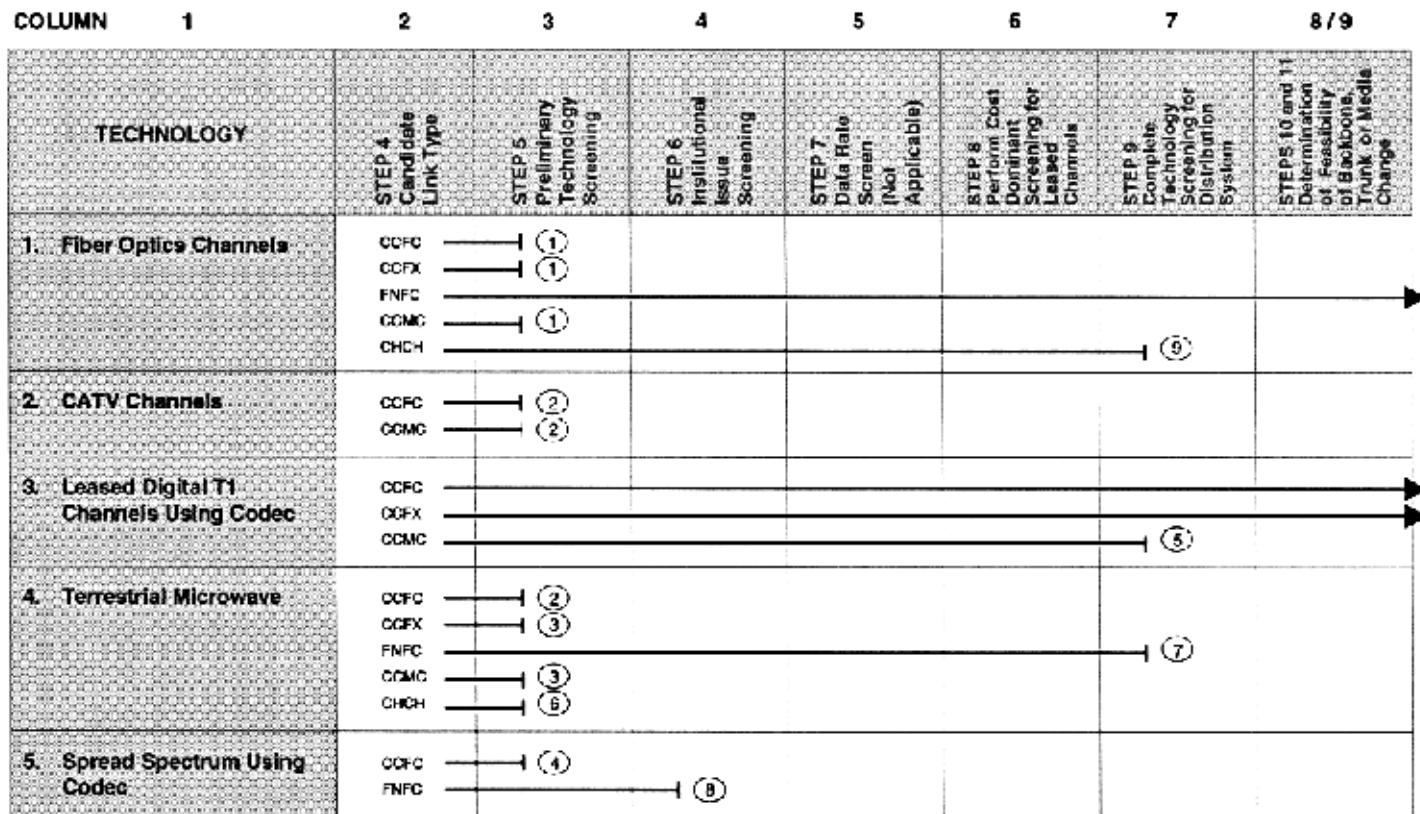 COLUMN 1 2 3 4 5 6 7 8/9
TECHNOLOGY
STEP 4
Candidate
Link Type
STEP 5
Preliminary
Technology
Screening
STEP 6
Institutional
Issue
Screening
STEP 7
Data Rate
Screen
(Not
Applicable)
STEP 8
Perform Cost
Dominant
Screening for
Leased
Channels
STEP 9
Complete
Technology
Screening for
Distribution
System
STEPS 10 and 11
Determination
of Feasibility
of Backbone,
Trunk or Media
Change
1. Fiber Optics Channels
CCFC 1
CCFX 1
FNFC
CCMC 1
CHCH 9
2. CATV Channels
CCFC 2
CCMC 2
3. Leased Digital T1
Channels Using Codec
CCFC
CCFX
CCMC 5
4. Terrestrial Microwave
CCFC 2
CCFX 3
FNFC 7
CCMC 3
CHCH 6
5. Spread Spectrum Using
Codec
CCFC 4
FNFC 8